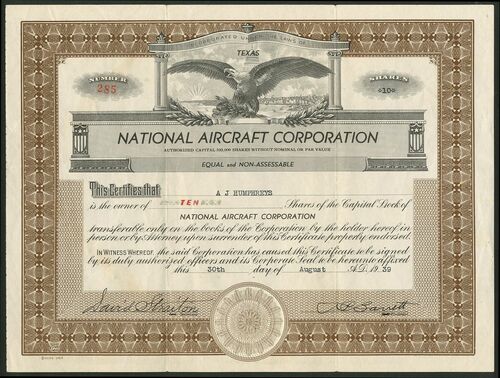 INCORPORATED UNDER THE LAWS OF
TEXAS
NUMBER
285
SHARES
10
NATIONAL AIRCRAFT CORPORATION
AUTHORIZED CAPITAL 500,000 SHARES WITHOUT NOMINAL OR PAR VALUE
EQUAL and NON-ASSESSABLE
This Certifies that A J HUMPHREYS
is the owner of TEN Shares of the Capital Stock of
NATIONAL AIRCRAFT CORPORATION
transferable only on the books of the Corporation by the holder hereof in
person or by Attorney upon surrender of this Certificate properly endorsed.
IN WITNESS WHEREOF, the said Corporation has caused this Certificate to be signed
by its duly authorized officers and its Corporate Seal to be hereunto affixed
this 30th day of August A.D. 1939